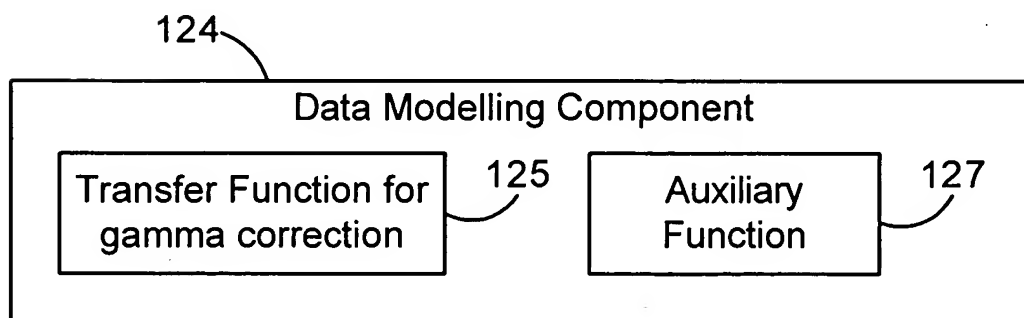 124
Data Modelling Component
Transfer Function for
gamma correction
125
Auxiliary
Function
127